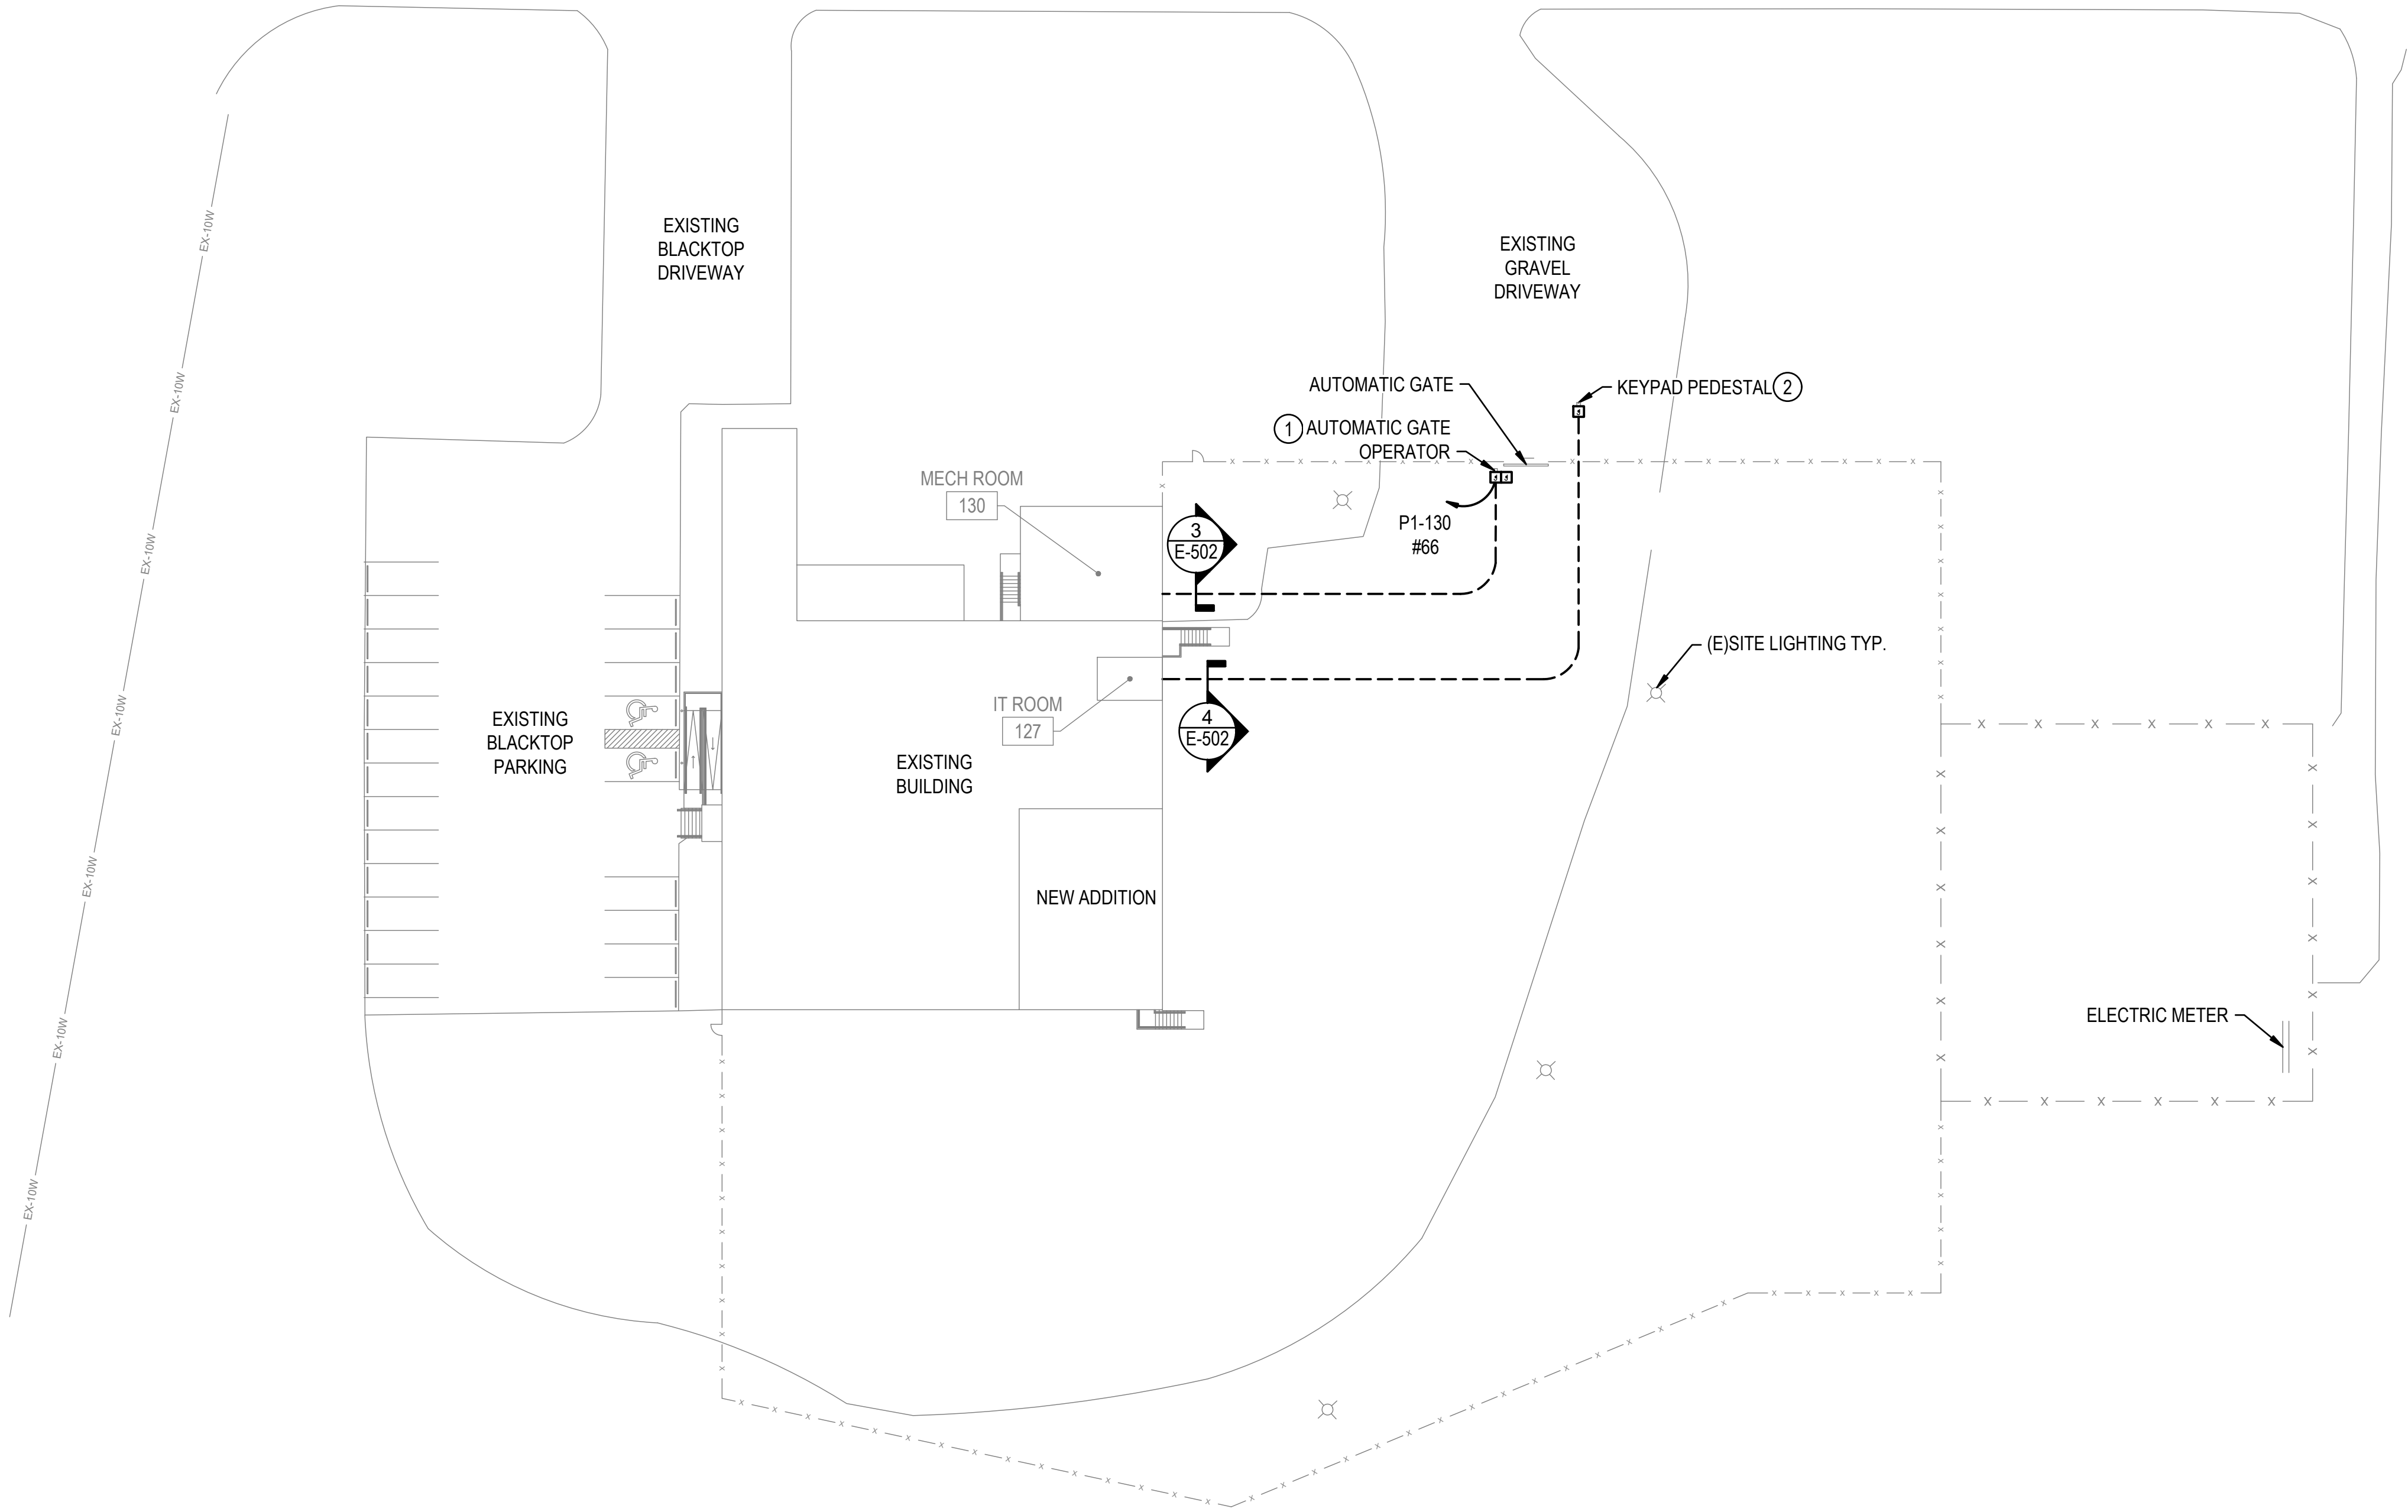 EXISTING
BLACKTOP
DRIVEWAY
EXISTING
GRAVEL
DRIVEWAY
AUTOMATIC GATE
KEYPAD PEDESTAL 2
1 AUTOMATIC GATE
OPERATOR
MECH ROOM
130
P1-130
#66
3
E-502
(E)SITE LIGHTING TYP.
IT ROOM
127
4
E-502
EXISTING
BLACKTOP
PARKING
EXISTING
BUILDING
NEW ADDITION
ELECTRIC METER
EX-10W
EX-10W
EX-10W
EX-10W
EX-10W
EX-10W
EX-10W